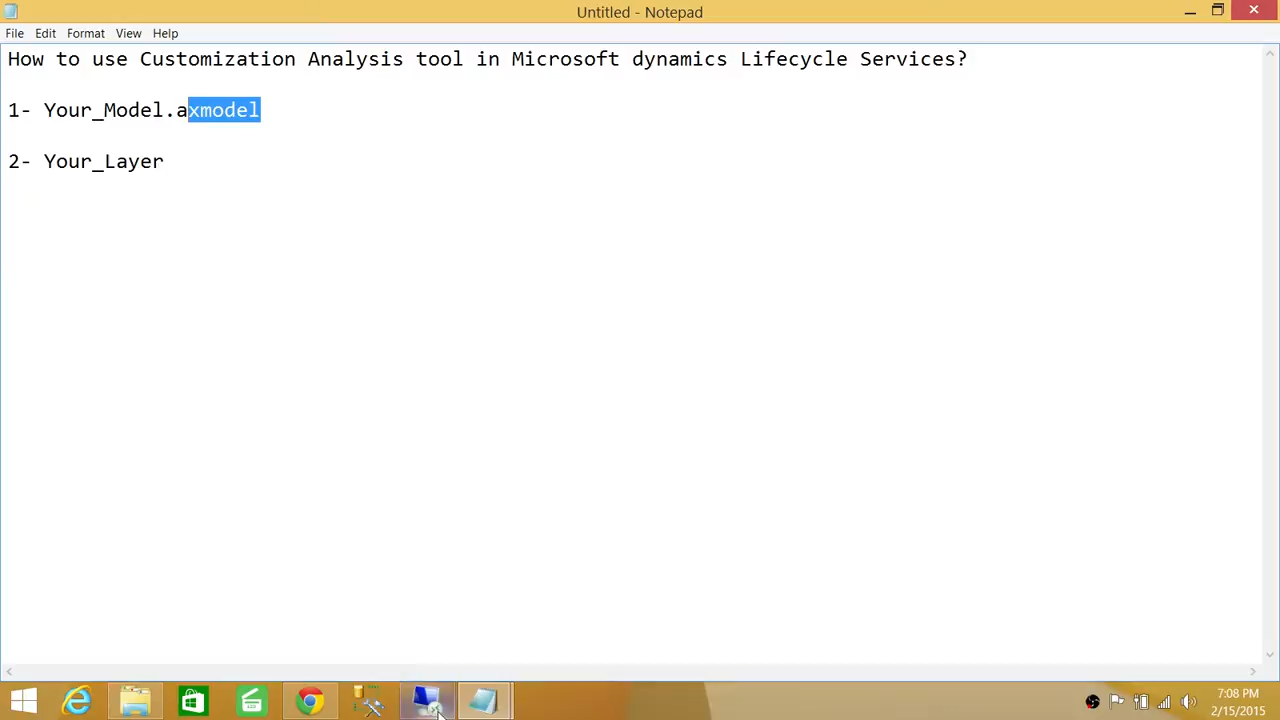 Untitled - Notepad
File Edit Format View Help
How to use Customization Analysis tool in Microsoft dynamics Lifecycle Services?
1- Your_Model.axmodel
2- Your_Layer
7:08 PM
2/15/2015